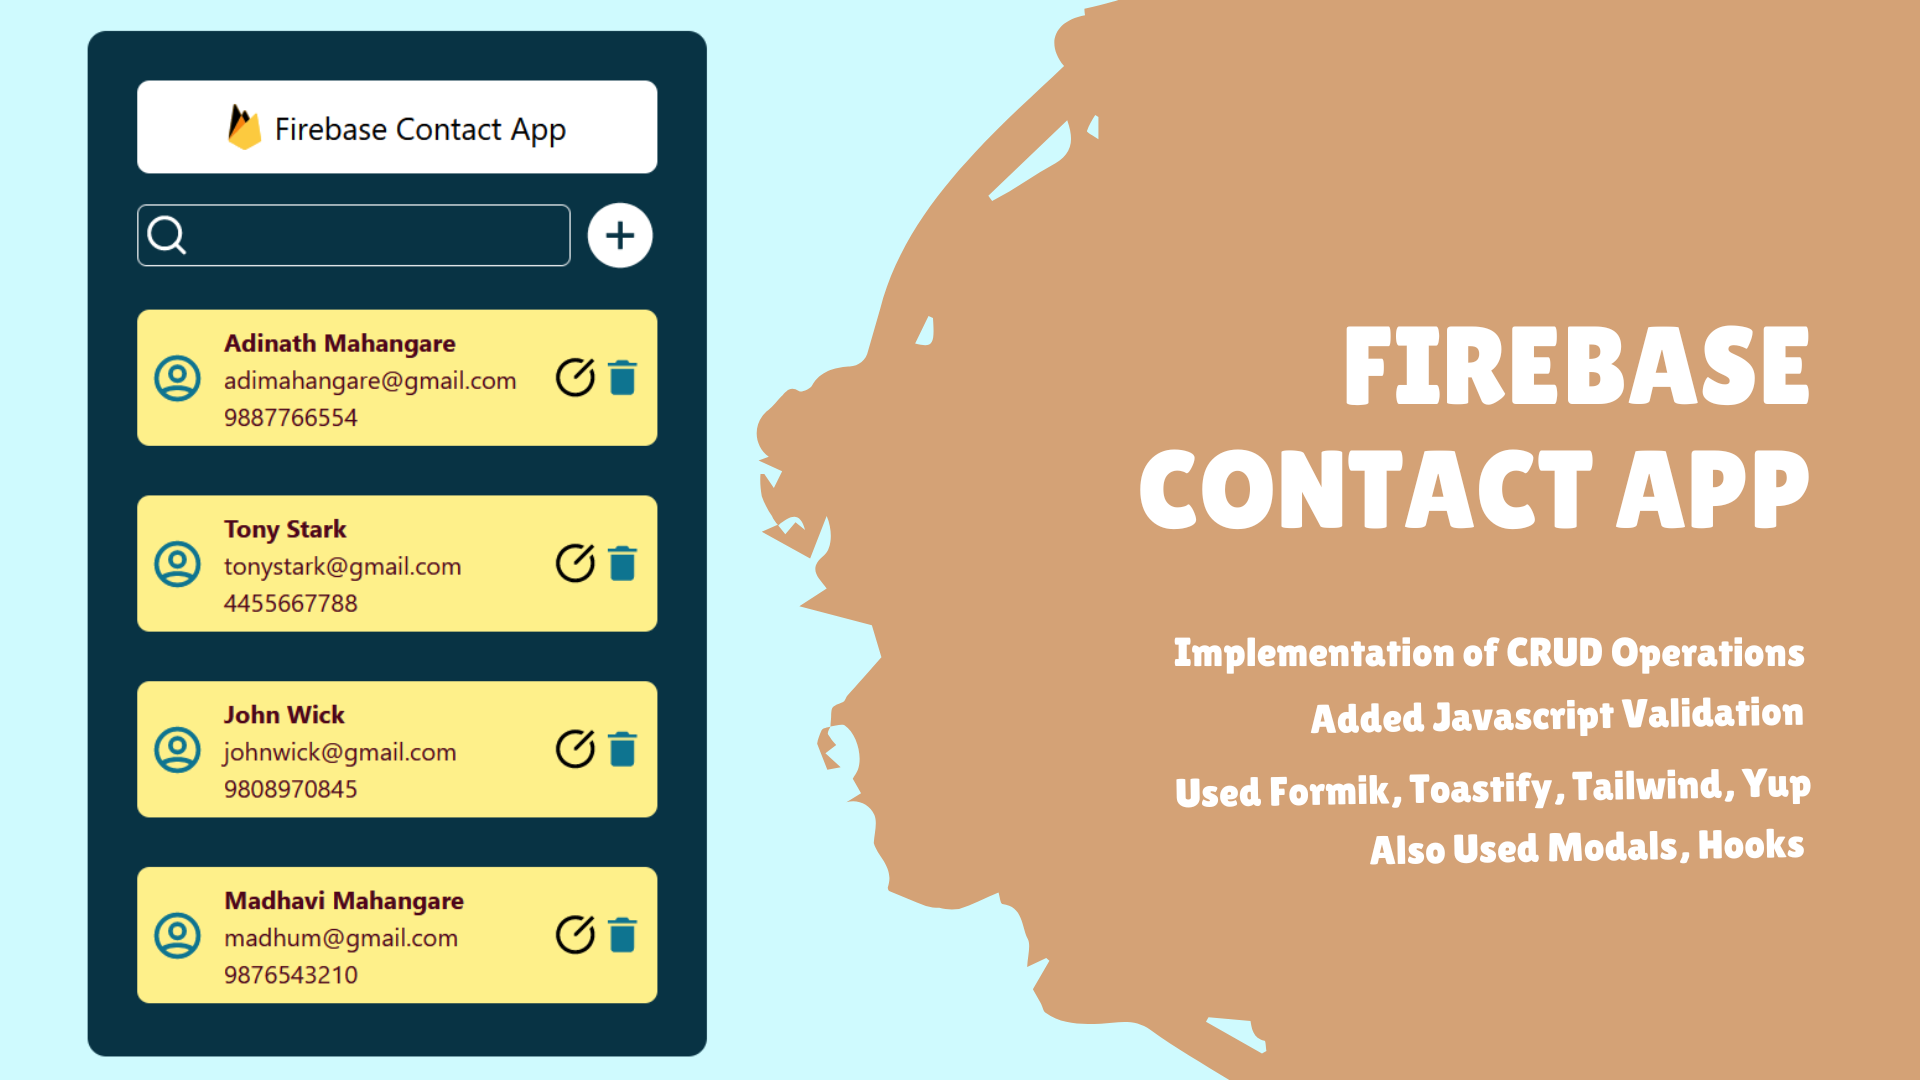 Firebase Contact App
Adinath Mahangare
adimahangare@gmail.com
9887766554
Tony Stark
tonystark@gmail.com
4455667788
John Wick
johnwick@gmail.com
9808970845
Madhavi Mahangare
madhum@gmail.com
9876543210
FIREBASE
CONTACT APP
Implementation of CRUD Operations
Added Javascript Validation
Used Formik, Toastify, Tailwind, Yup
Also Used Modals, Hooks